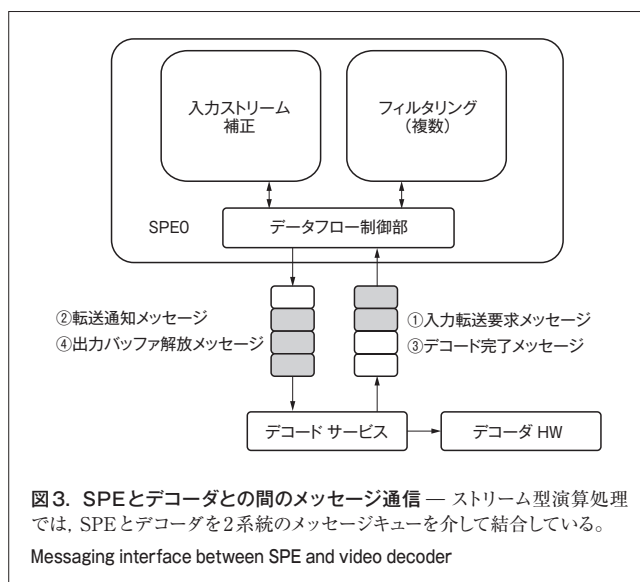 入力ストリーム
補正
フィルタリング
(複数)
SPE0
データフロー制御部
②転送通知メッセージ
④出力バッファ解放メッセージ
①入力転送要求メッセージ
③デコード完了メッセージ
デコード サービス
デコーダ HW
図3. SPEとデコーダとの間のメッセージ通信 — ストリーム型演算処理
では,SPEとデコーダを2系統のメッセージキューを介して結合している。
Messaging interface between SPE and video decoder